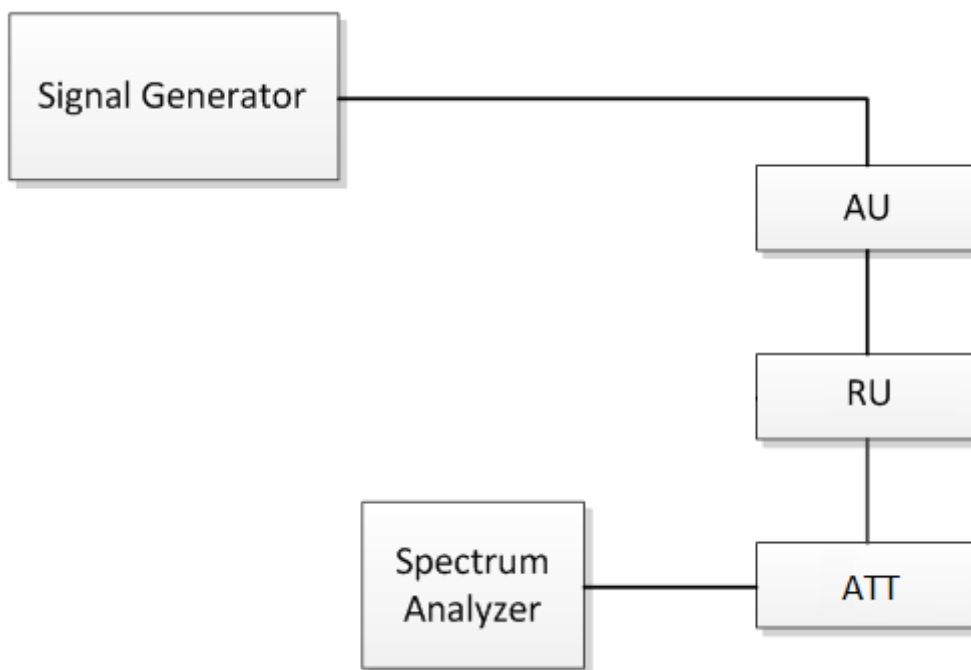 Signal Generator
AU
RU
Spectrum
Analyzer
ATT